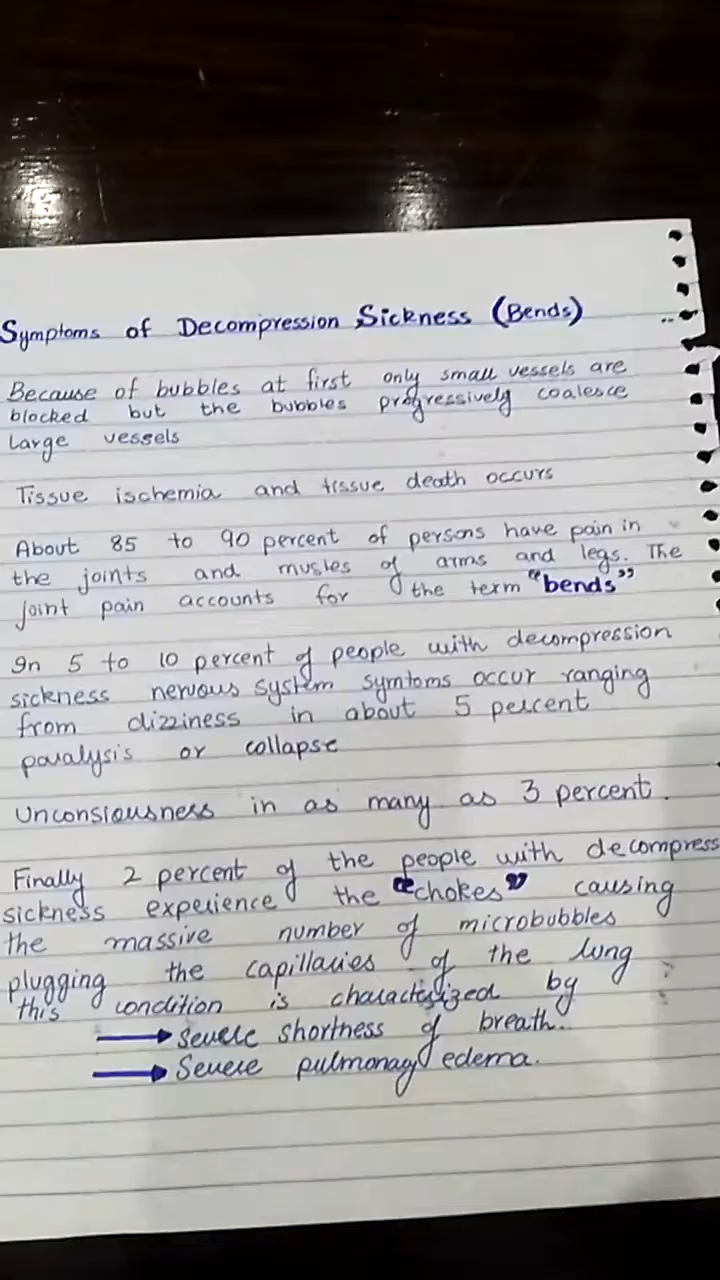 Symptoms of Decompression Sickness (Bends)
Because of bubbles at first only small vessels are
blocked but the bubbles progressively coalesce
large vessels
Tissue ischemia and tissue death occurs
About 85 to 90 percent of persons have pain in
the joints and musles of arms and legs. The
joint pain accounts for the term "bends"
In 5 to 10 percent of people with decompression
sickness nervous system symtoms occur ranging
from dizziness in about 5 percent
paralysis or collapse
Unconsiousness in as many as 3 percent.
Finally 2 percent of the people with decompress
sickness experience the "chokes" causing
the massive number of microbubbles
plugging the capillaries of the lung
this condition is characterized by
→ Severe shortness of breath..
→ Severe pulmonay edema.